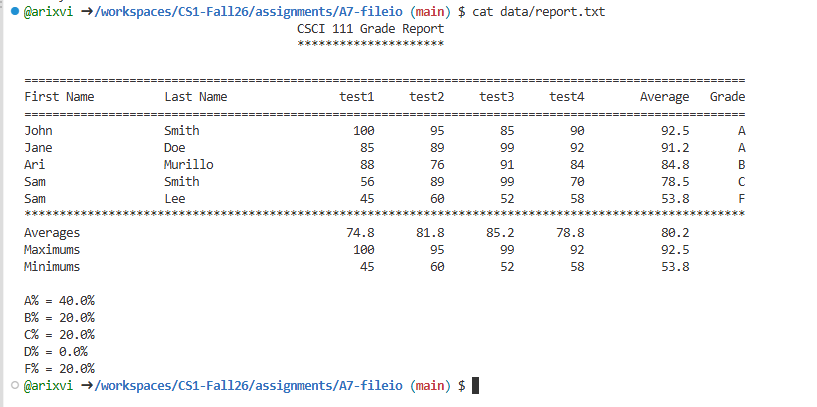 @arixvi ➜/workspaces/CS1-Fall26/assignments/A7-fileio (main) $ cat data/report.txt
CSCI 111 Grade Report
*********************
=======================================================================================================
First Name          Last Name                test1     test2     test3     test4        Average   Grade
=======================================================================================================
John                Smith                      100        95        85        90           92.5       A
Jane                Doe                         85        89        99        92           91.2       A
Ari                 Murillo                     88        76        91        84           84.8       B
Sam                 Smith                       56        89        99        70           78.5       C
Sam                 Lee                         45        60        52        58           53.8       F
*******************************************************************************************************
Averages                                      74.8      81.8      85.2      78.8           80.2
Maximums                                       100        95        99        92           92.5
Minimums                                        45        60        52        58           53.8
A% = 40.0%
B% = 20.0%
C% = 20.0%
D% = 0.0%
F% = 20.0%
@arixvi ➜/workspaces/CS1-Fall26/assignments/A7-fileio (main) $